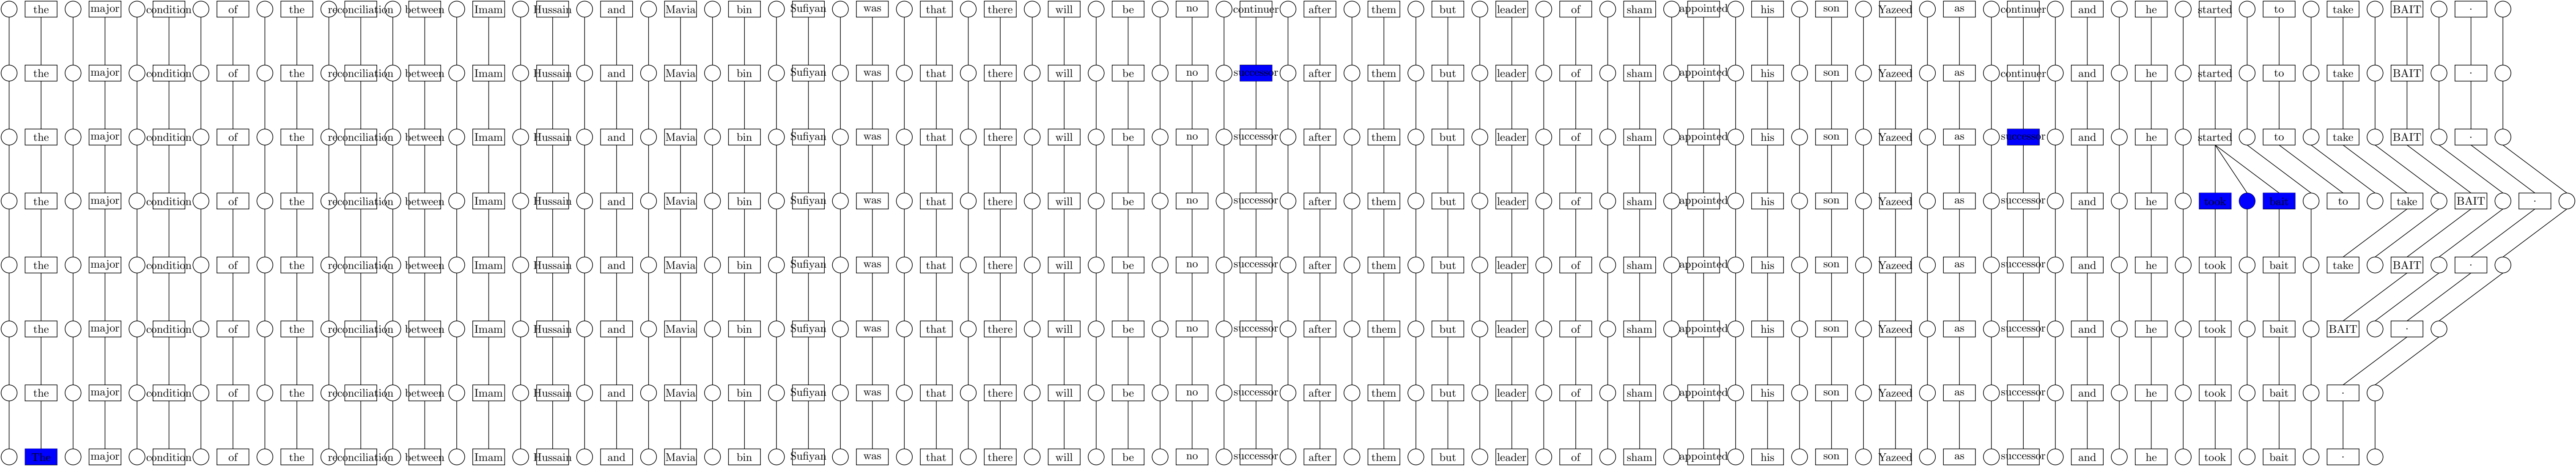 the major condition of the reconciliation between Imam Hussain and Mavia bin Sufiyan was that there will be no continuer after them but leader of sham appointed his son Yazeed as continuer and he started to take BAIT .
the major condition of the reconciliation between Imam Hussain and Mavia bin Sufiyan was that there will be no successor after them but leader of sham appointed his son Yazeed as continuer and he started to take BAIT .
the major condition of the reconciliation between Imam Hussain and Mavia bin Sufiyan was that there will be no successor after them but leader of sham appointed his son Yazeed as successor and he started to take BAIT .
the major condition of the reconciliation between Imam Hussain and Mavia bin Sufiyan was that there will be no successor after them but leader of sham appointed his son Yazeed as successor and he took bait to take BAIT .
the major condition of the reconciliation between Imam Hussain and Mavia bin Sufiyan was that there will be no successor after them but leader of sham appointed his son Yazeed as successor and he took bait take BAIT .
the major condition of the reconciliation between Imam Hussain and Mavia bin Sufiyan was that there will be no successor after them but leader of sham appointed his son Yazeed as successor and he took bait BAIT .
the major condition of the reconciliation between Imam Hussain and Mavia bin Sufiyan was that there will be no successor after them but leader of sham appointed his son Yazeed as successor and he took bait .
The major condition of the reconciliation between Imam Hussain and Mavia bin Sufiyan was that there will be no successor after them but leader of sham appointed his son Yazeed as successor and he took bait .